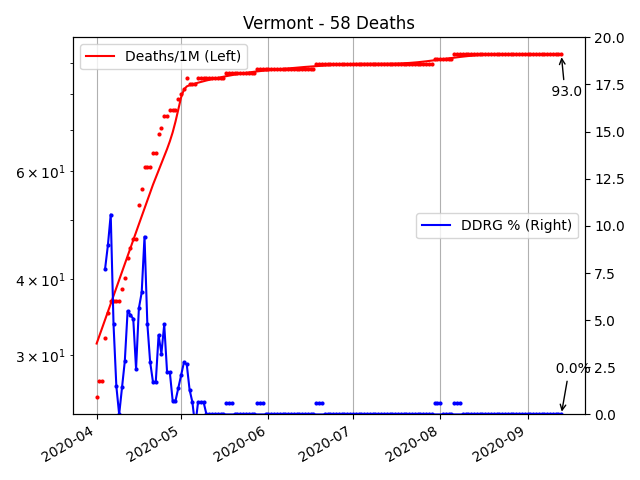 Vermont - 58 Deaths
Deaths/1M (Left)
DDRG % (Right)
93.0
0.0%
6 × 10¹
4 × 10¹
3 × 10¹
20.0
17.5
15.0
12.5
10.0
7.5
5.0
2.5
0.0
2020-04
2020-05
2020-06
2020-07
2020-08
2020-09